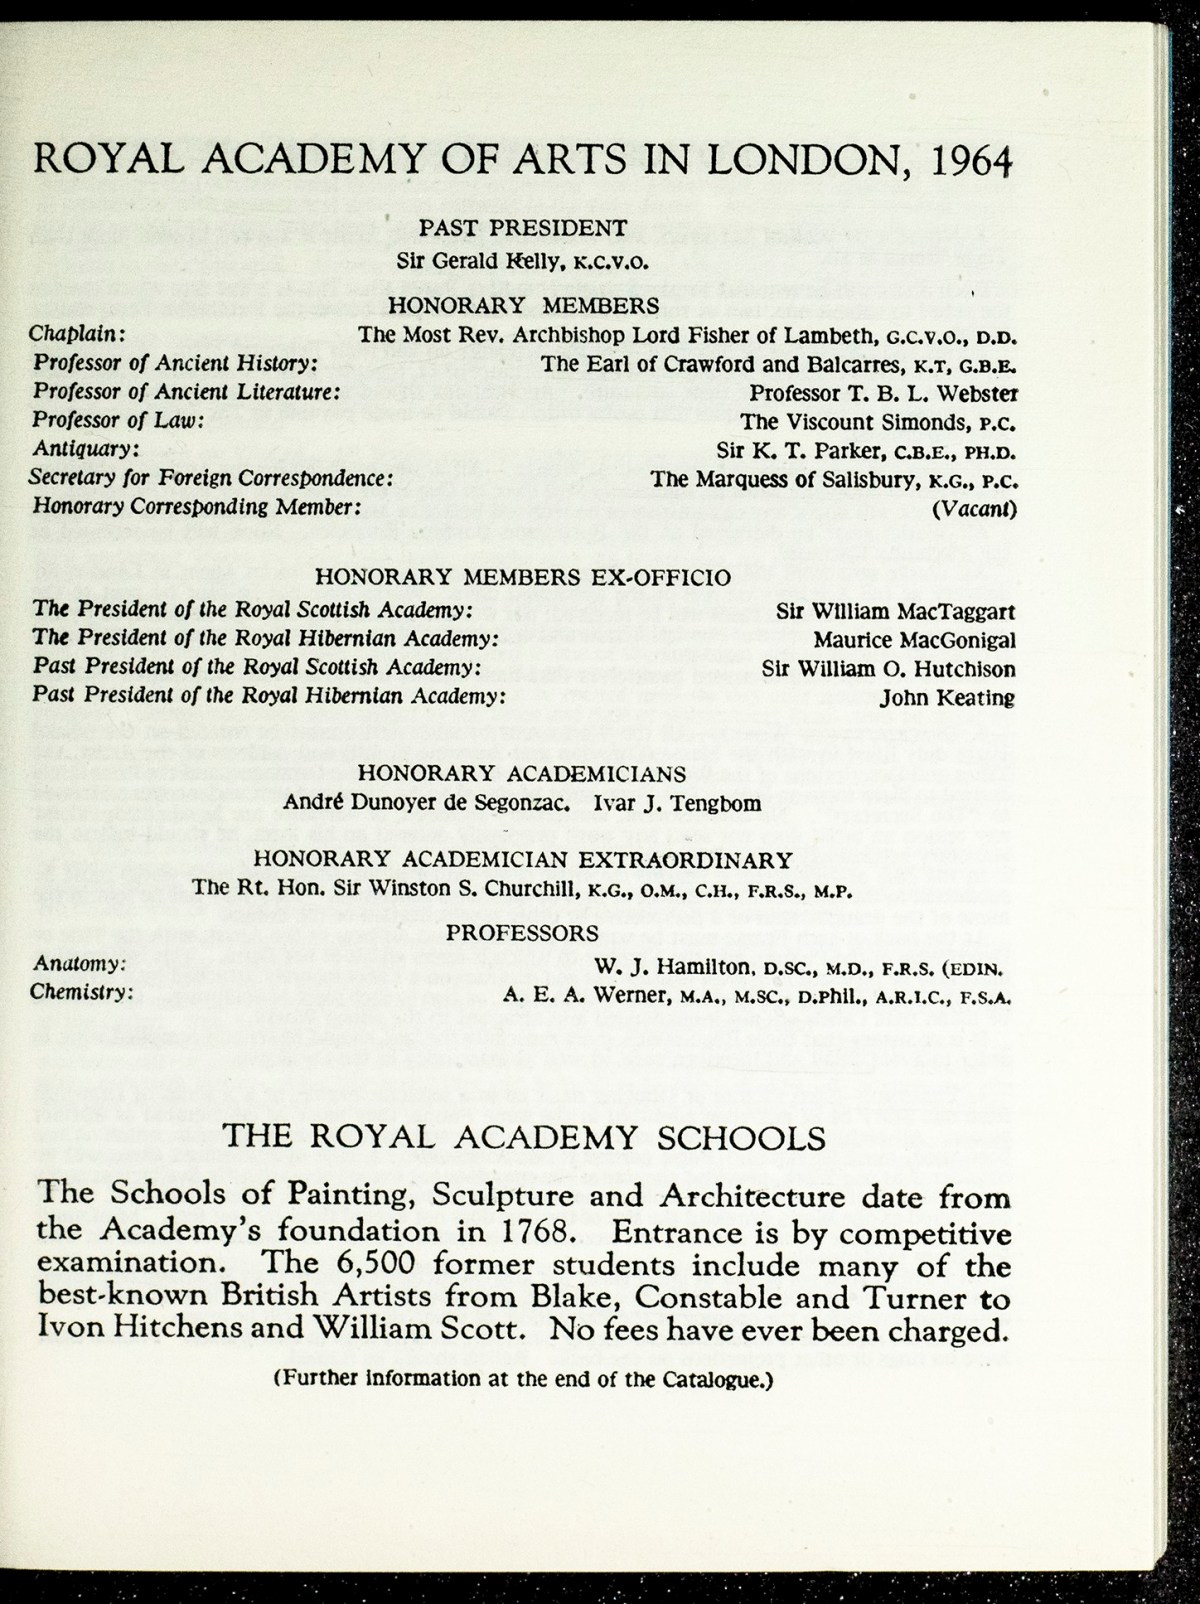 ROYAL ACADEMY OF ARTS IN LONDON, 1964
PAST PRESIDENT
Sir Gerald Kelly, K.C.V.O.
HONORARY MEMBERS
Chaplain: The Most Rev. Archbishop Lord Fisher of Lambeth, G.C.V.O., D.D.
Professor of Ancient History: The Earl of Crawford and Balcarres, K.T, G.B.E.
Professor of Ancient Literature: Professor T. B. L. Webster
Professor of Law: The Viscount Simonds, P.C.
Antiquary: Sir K. T. Parker, C.B.E., PH.D.
Secretary for Foreign Correspondence: The Marquess of Salisbury, K.G., P.C.
Honorary Corresponding Member: (Vacant)
HONORARY MEMBERS EX-OFFICIO
The President of the Royal Scottish Academy: Sir William MacTaggart
The President of the Royal Hibernian Academy: Maurice MacGonigal
Past President of the Royal Scottish Academy: Sir William O. Hutchison
Past President of the Royal Hibernian Academy: John Keating
HONORARY ACADEMICIANS
André Dunoyer de Segonzac. Ivar J. Tengbom
HONORARY ACADEMICIAN EXTRAORDINARY
The Rt. Hon. Sir Winston S. Churchill, K.G., O.M., C.H., F.R.S., M.P.
PROFESSORS
Anatomy: W. J. Hamilton, D.SC., M.D., F.R.S. (EDIN.
Chemistry: A. E. A. Werner, M.A., M.SC., D.Phil., A.R.I.C., F.S.A.
THE ROYAL ACADEMY SCHOOLS
The Schools of Painting, Sculpture and Architecture date from
the Academy's foundation in 1768. Entrance is by competitive
examination. The 6,500 former students include many of the
best-known British Artists from Blake, Constable and Turner to
Ivon Hitchens and William Scott. No fees have ever been charged.
(Further information at the end of the Catalogue.)